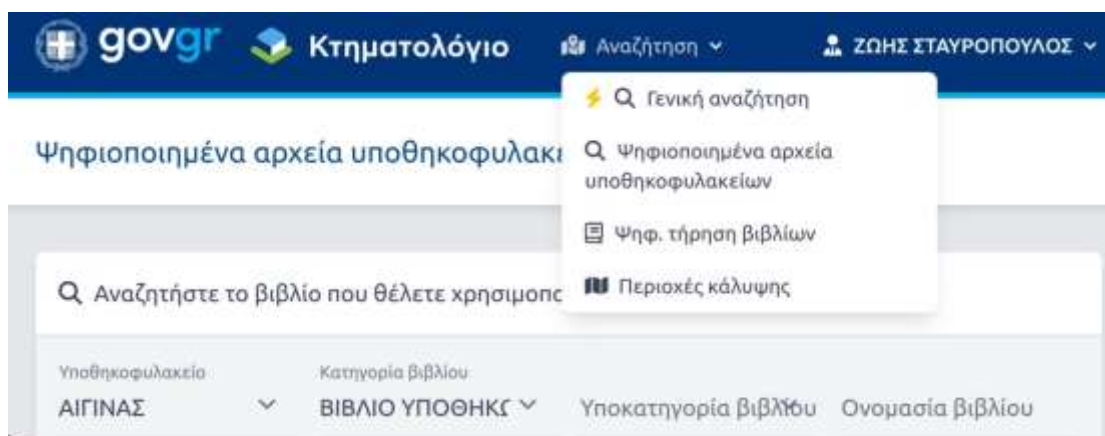 govgr Κτηματολόγιο Αναζήτηση ΖΩΗΣ ΣΤΑΥΡΟΠΟΥΛΟΣ
Γενική αναζήτηση
Ψηφιοποιημένα αρχεία υποθηκοφυλακε
Ψηφιοποιημένα αρχεία
υποθηκοφυλακείων
Ψηφ. τήρηση βιβλίων
Περιοχές κάλυψης
Αναζητήστε το βιβλίο που θέλετε χρησιμοπο
Υποθηκοφυλακείο Κατηγορία βιβλίου
ΑΙΓΙΝΑΣ ΒΙΒΛΙΟ ΥΠΟΘΗΚΩ Υποκατηγορία βιβλίου Ονομασία βιβλίου